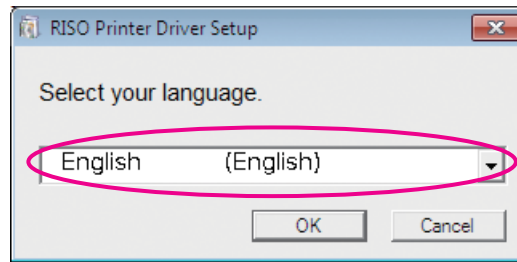 RISO Printer Driver Setup
Select your language.
English (English)
OK Cancel